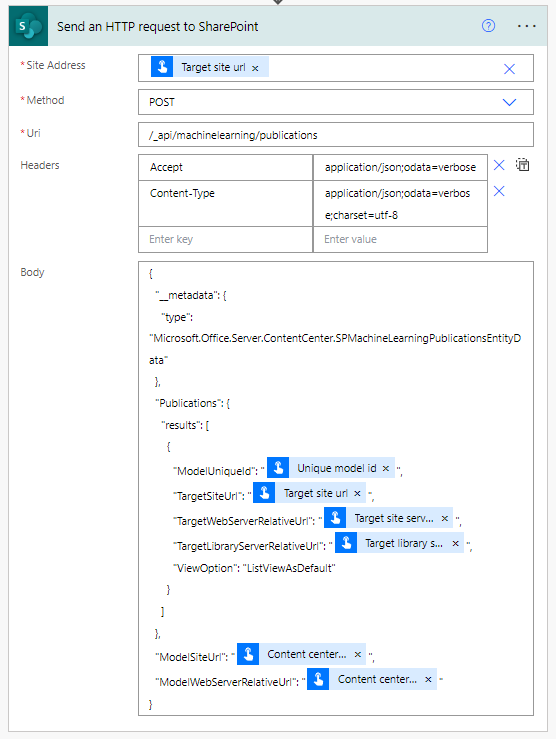 Send an HTTP request to SharePoint
* Site Address
Target site url ×
* Method
POST
* Uri
/_api/machinelearning/publications
Headers
Accept application/json;odata=verbose
Content-Type application/json;odata=verbos
e;charset=utf-8
Enter key Enter value
Body
{
"__metadata": {
"type":
"Microsoft.Office.Server.ContentCenter.SPMachineLearningPublicationsEntityD
ata"
},
"Publications": {
"results": [
{
"ModelUniqueId": " Unique model id × ",
"TargetSiteUrl": " Target site url × ",
"TargetWebServerRelativeUrl": " Target site serv... × ",
"TargetLibraryServerRelativeUrl": " Target library s... × ",
"ViewOption": "ListViewAsDefault"
}
]
},
"ModelSiteUrl": " Content center... × ",
"ModelWebServerRelativeUrl": " Content center... × "
}